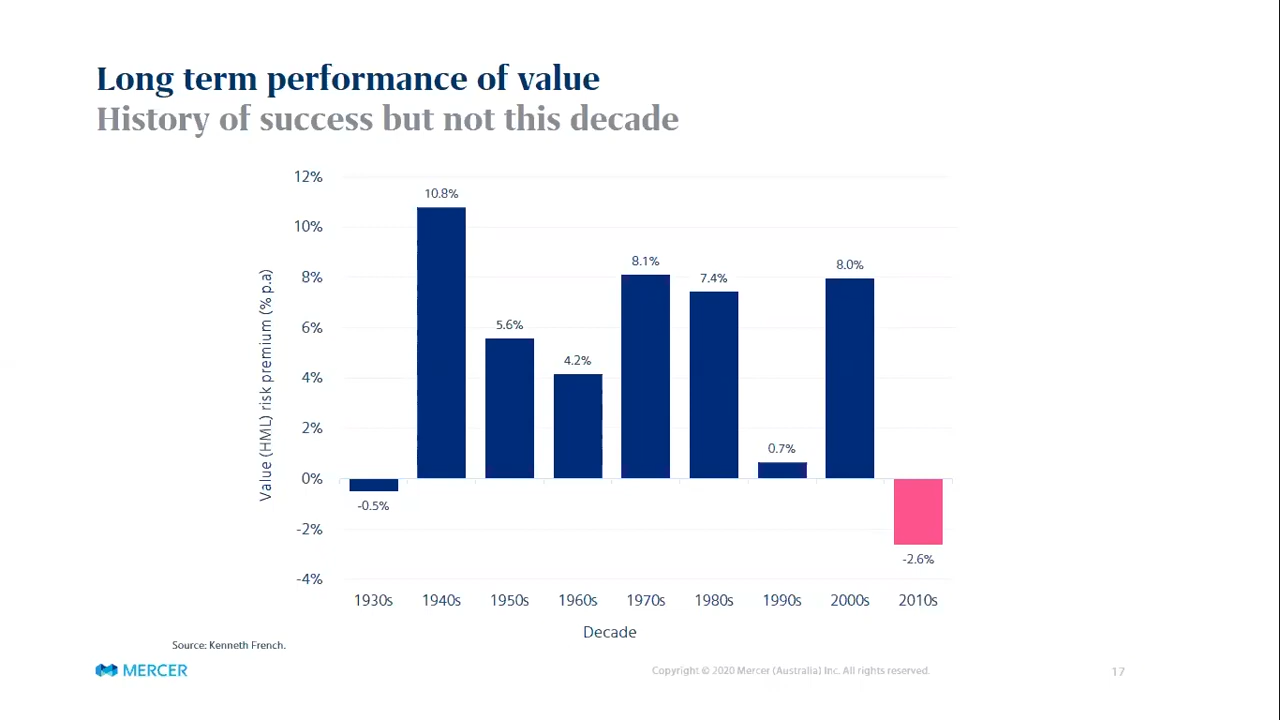 Long term performance of value
History of success but not this decade
12%
10%
8%
6%
4%
2%
0%
-2%
-4%
Value (HML) risk premium (% p.a)
-0.5%
10.8%
5.6%
4.2%
8.1%
7.4%
0.7%
8.0%
-2.6%
1930s 1940s 1950s 1960s 1970s 1980s 1990s 2000s 2010s
Decade
Source: Kenneth French.
MERCER
Copyright © 2020 Mercer (Australia) Inc. All rights reserved.
17